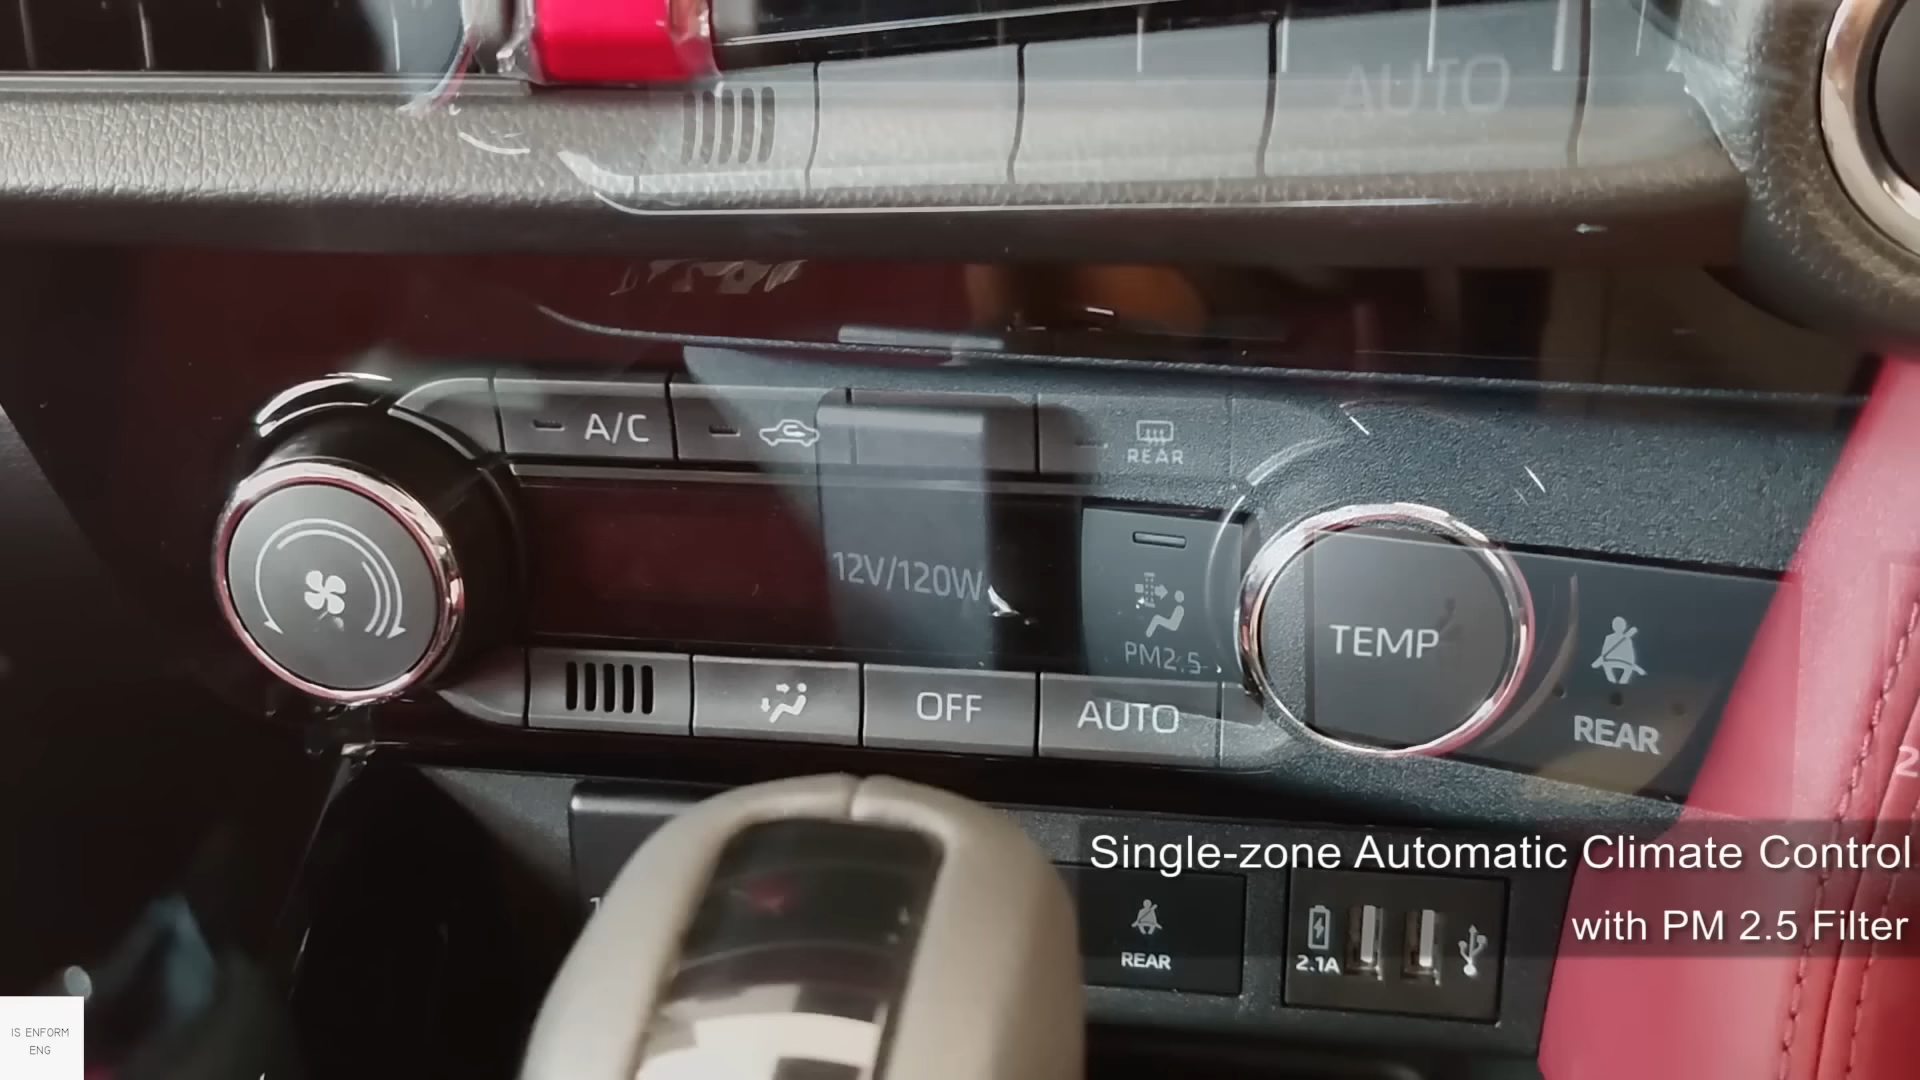 AUTO
A/C
REAR
12V/120W
PM2.5
TEMP
OFF
AUTO
REAR
Single-zone Automatic Climate Control
with PM 2.5 Filter
REAR
2.1A
IS ENFORM
ENG